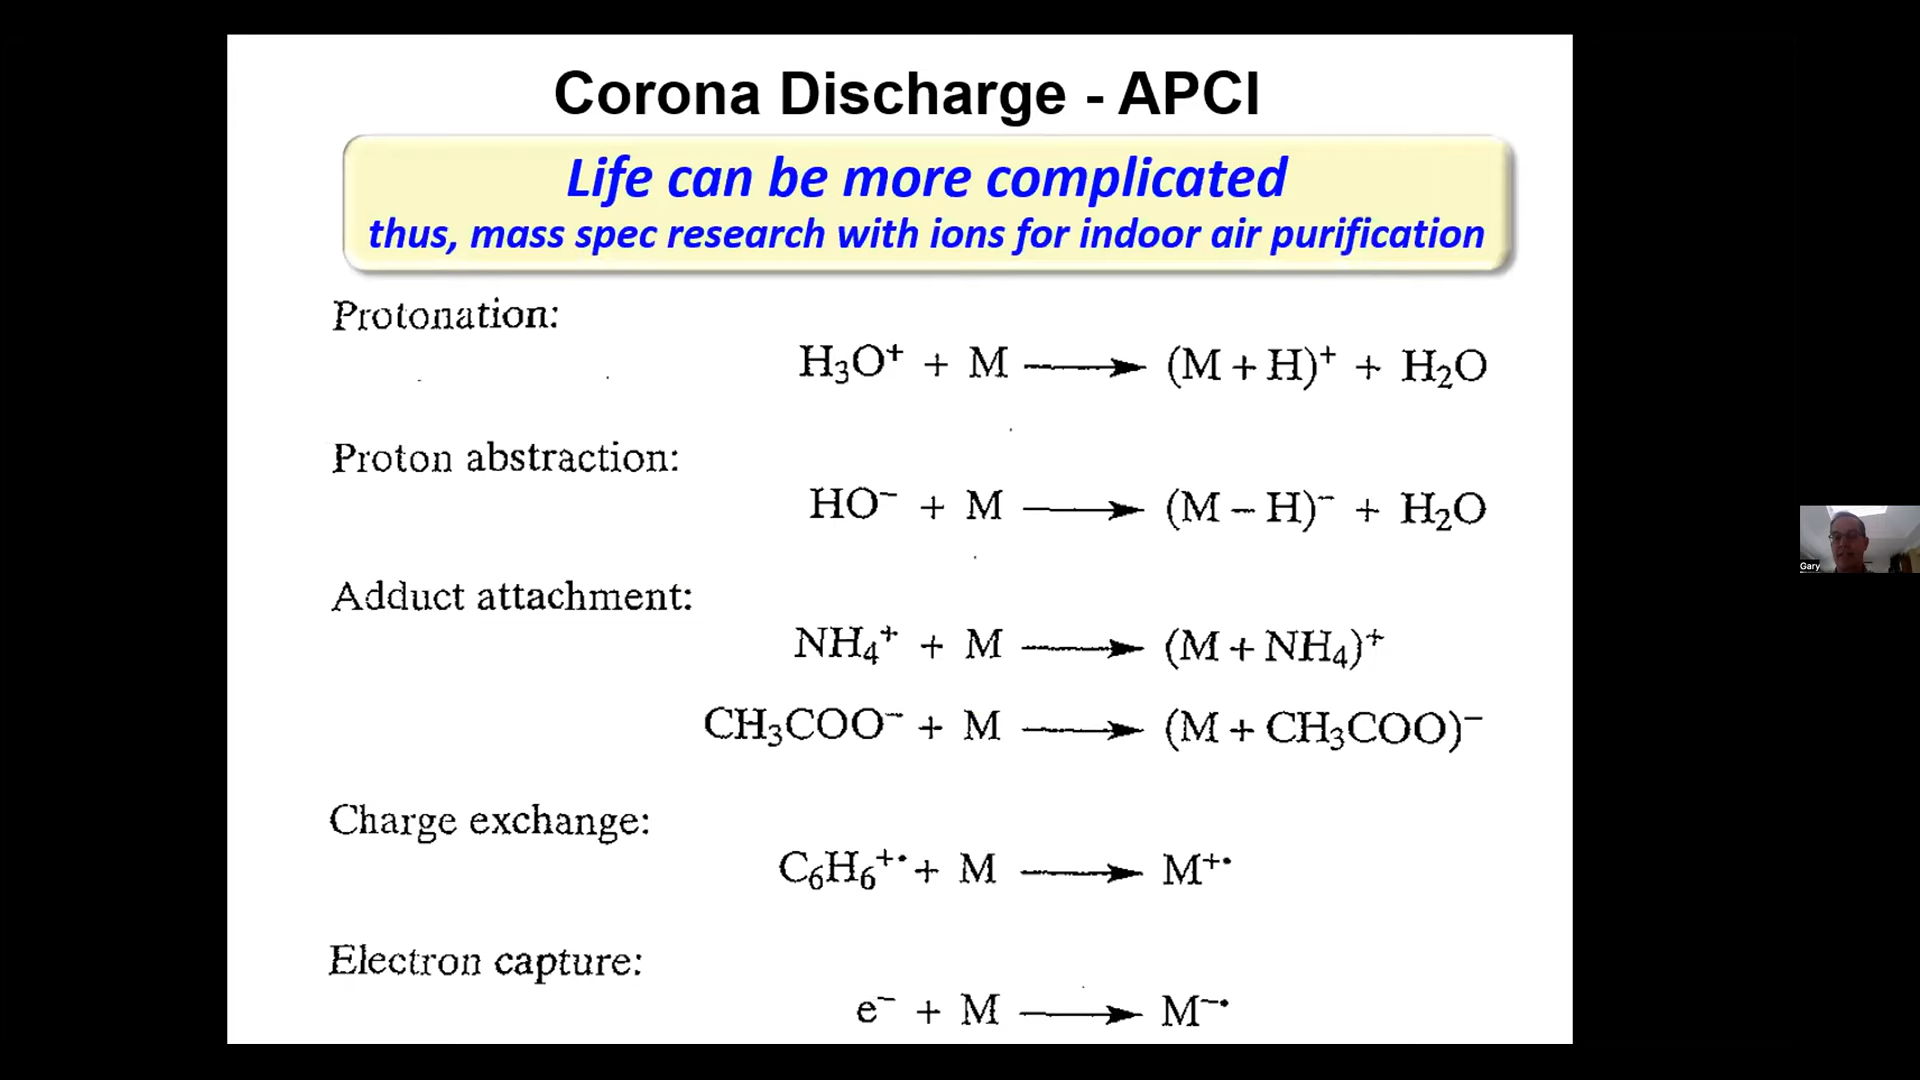 Corona Discharge - APCI
Life can be more complicated
thus, mass spec research with ions for indoor air purification
Protonation:
H₃O⁺ + M ⟶ (M + H)⁺ + H₂O
Proton abstraction:
HO⁻ + M ⟶ (M − H)⁻ + H₂O
Adduct attachment:
NH₄⁺ + M ⟶ (M + NH₄)⁺
CH₃COO⁻ + M ⟶ (M + CH₃COO)⁻
Charge exchange:
C₆H₆⁺• + M ⟶ M⁺•
Electron capture:
e⁻ + M ⟶ M⁻•
Gary